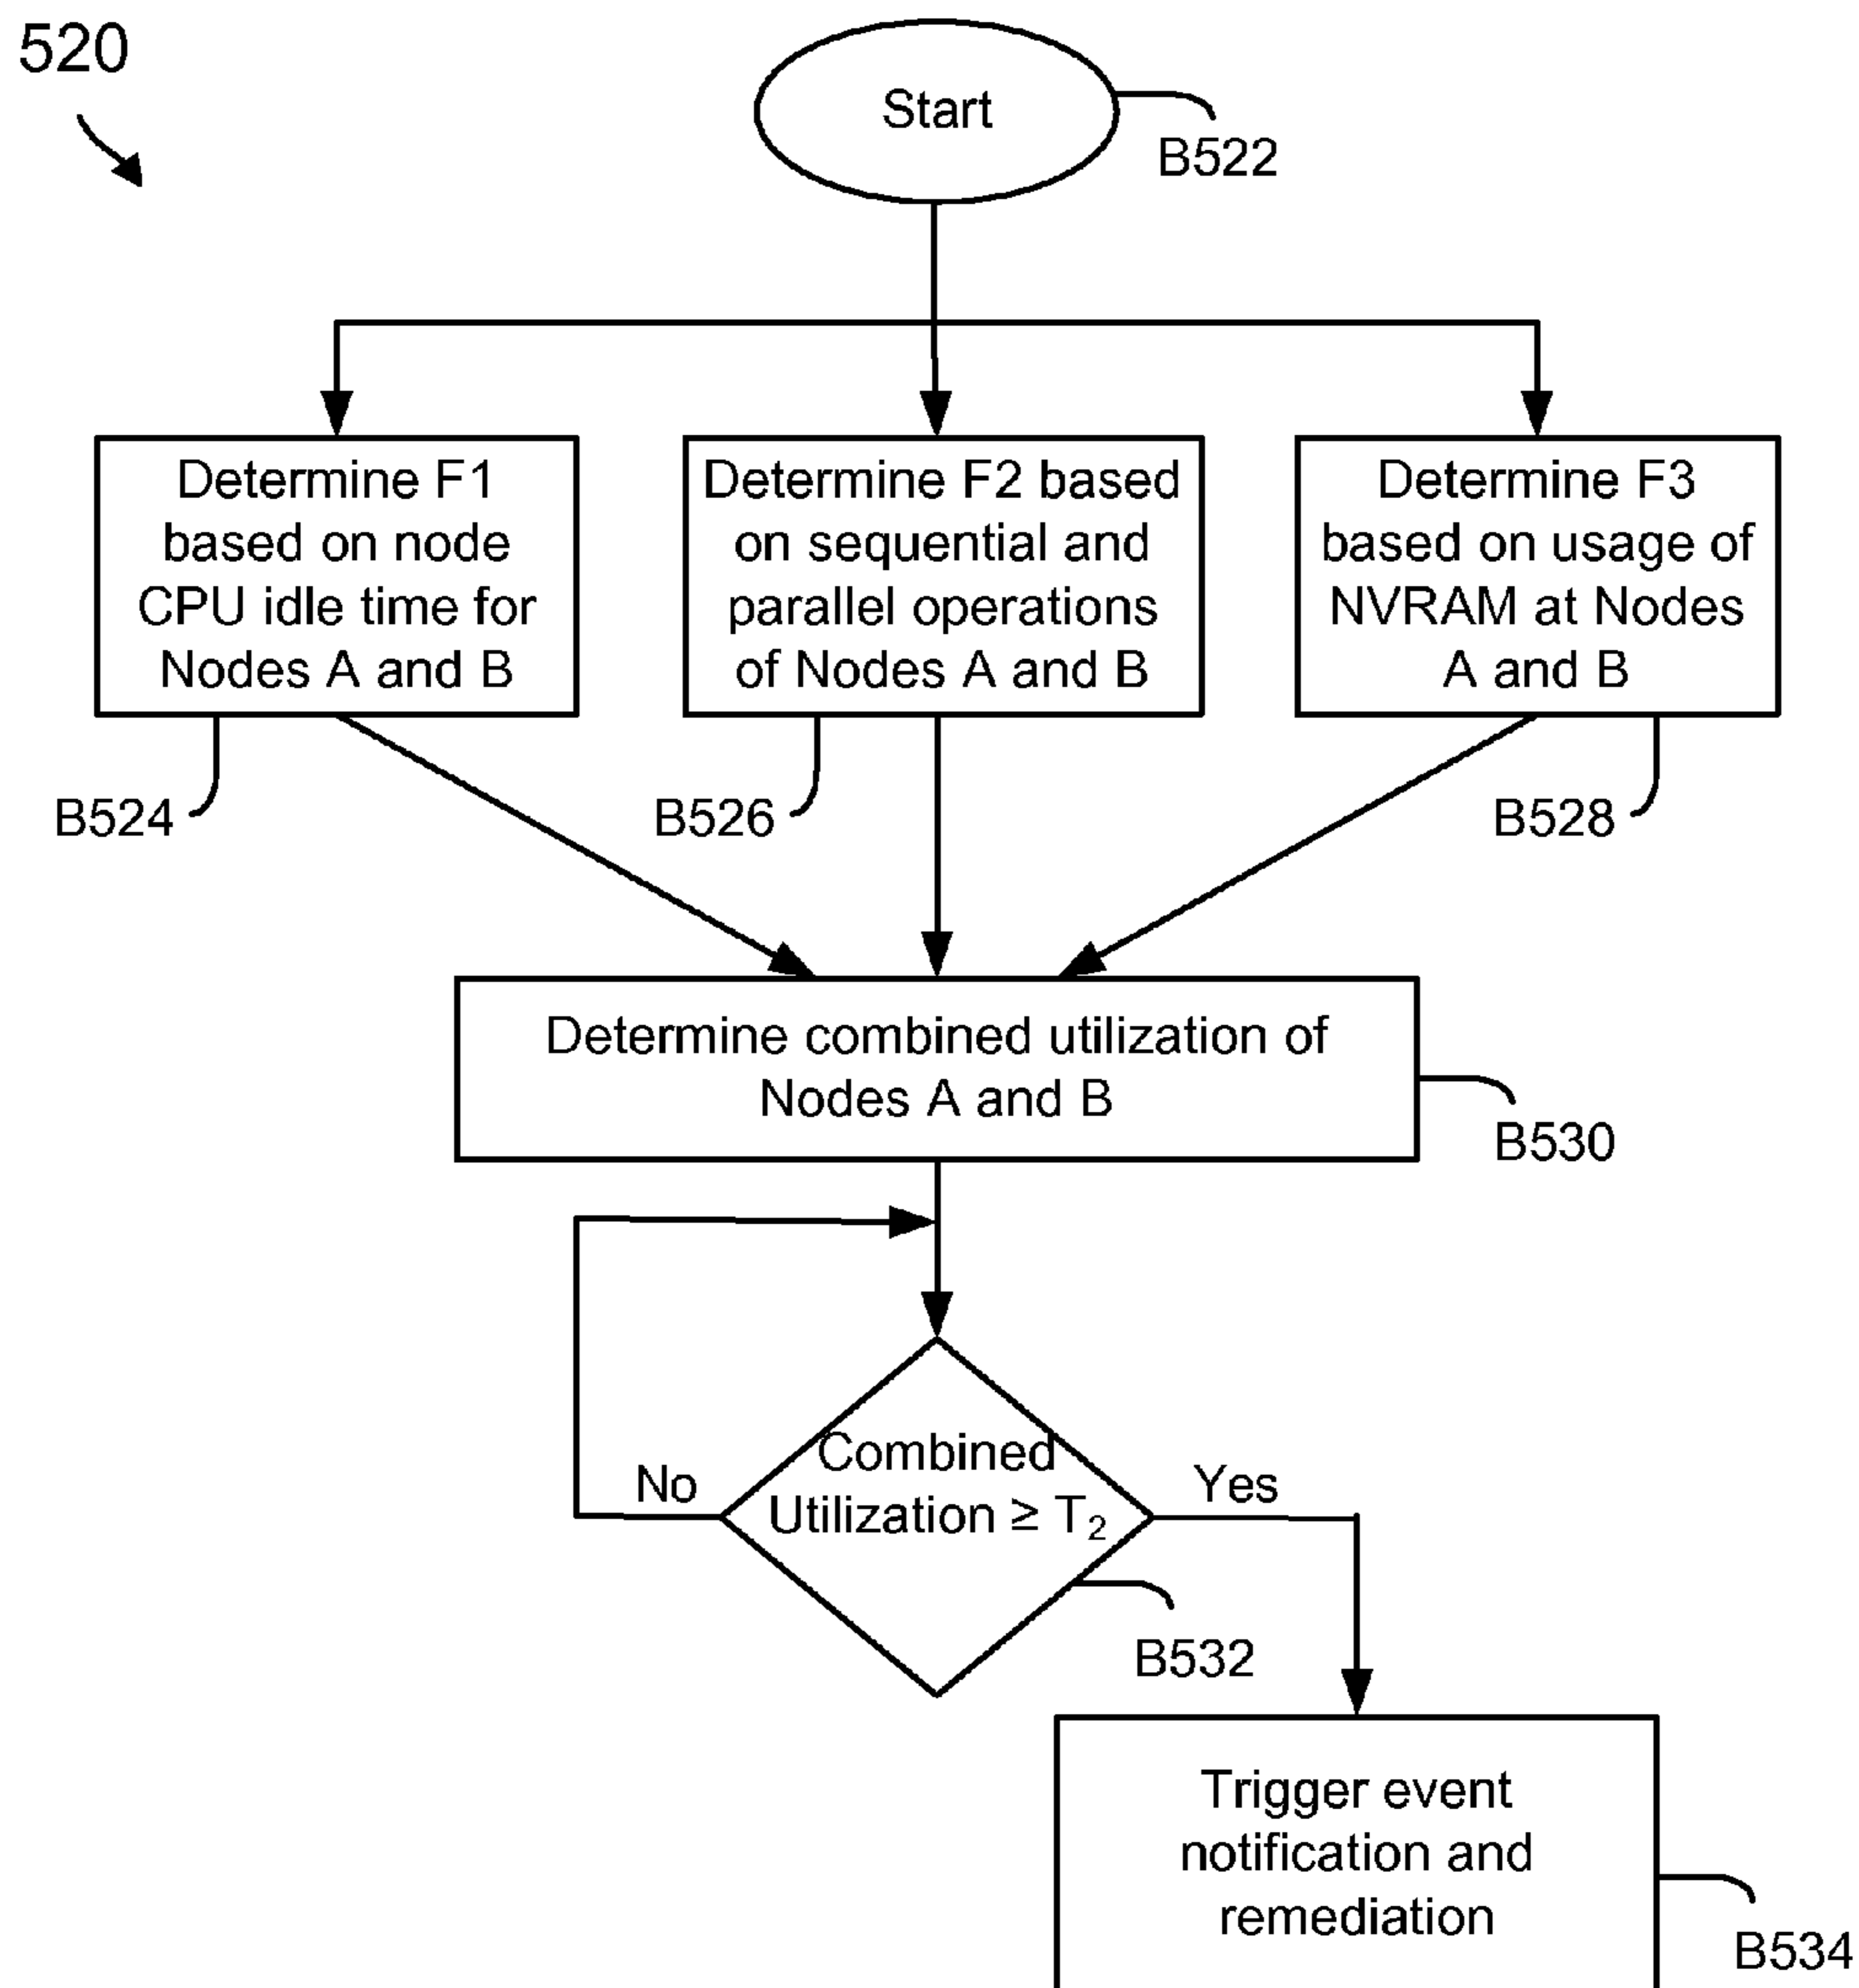 520
Start
B522
Determine F1
based on node
CPU idle time for
Nodes A and B
B524
Determine F2 based
on sequential and
parallel operations
of Nodes A and B
B526
Determine F3
based on usage of
NVRAM at Nodes
A and B
B528
Determine combined utilization of
Nodes A and B
B530
Combined
Utilization ≥ T₂
No
Yes
B532
Trigger event
notification and
remediation
B534